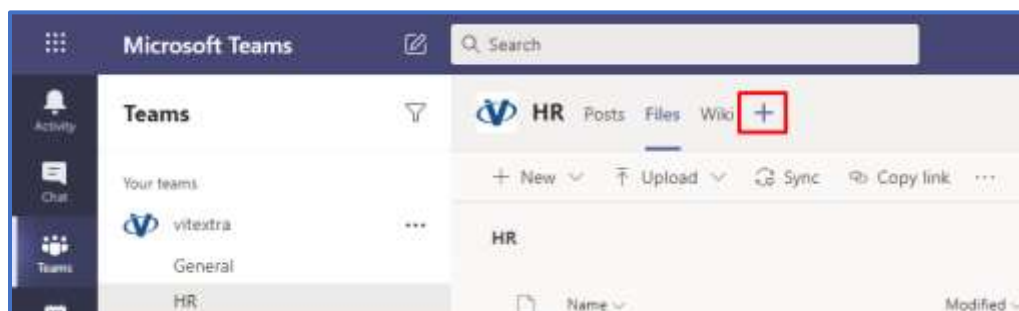 Microsoft Teams
Search
Activity
Chat
Teams
Teams
Your teams
vitextra
General
HR
HR Posts Files Wiki +
+ New Upload Sync Copy link ...
HR
Name Modified